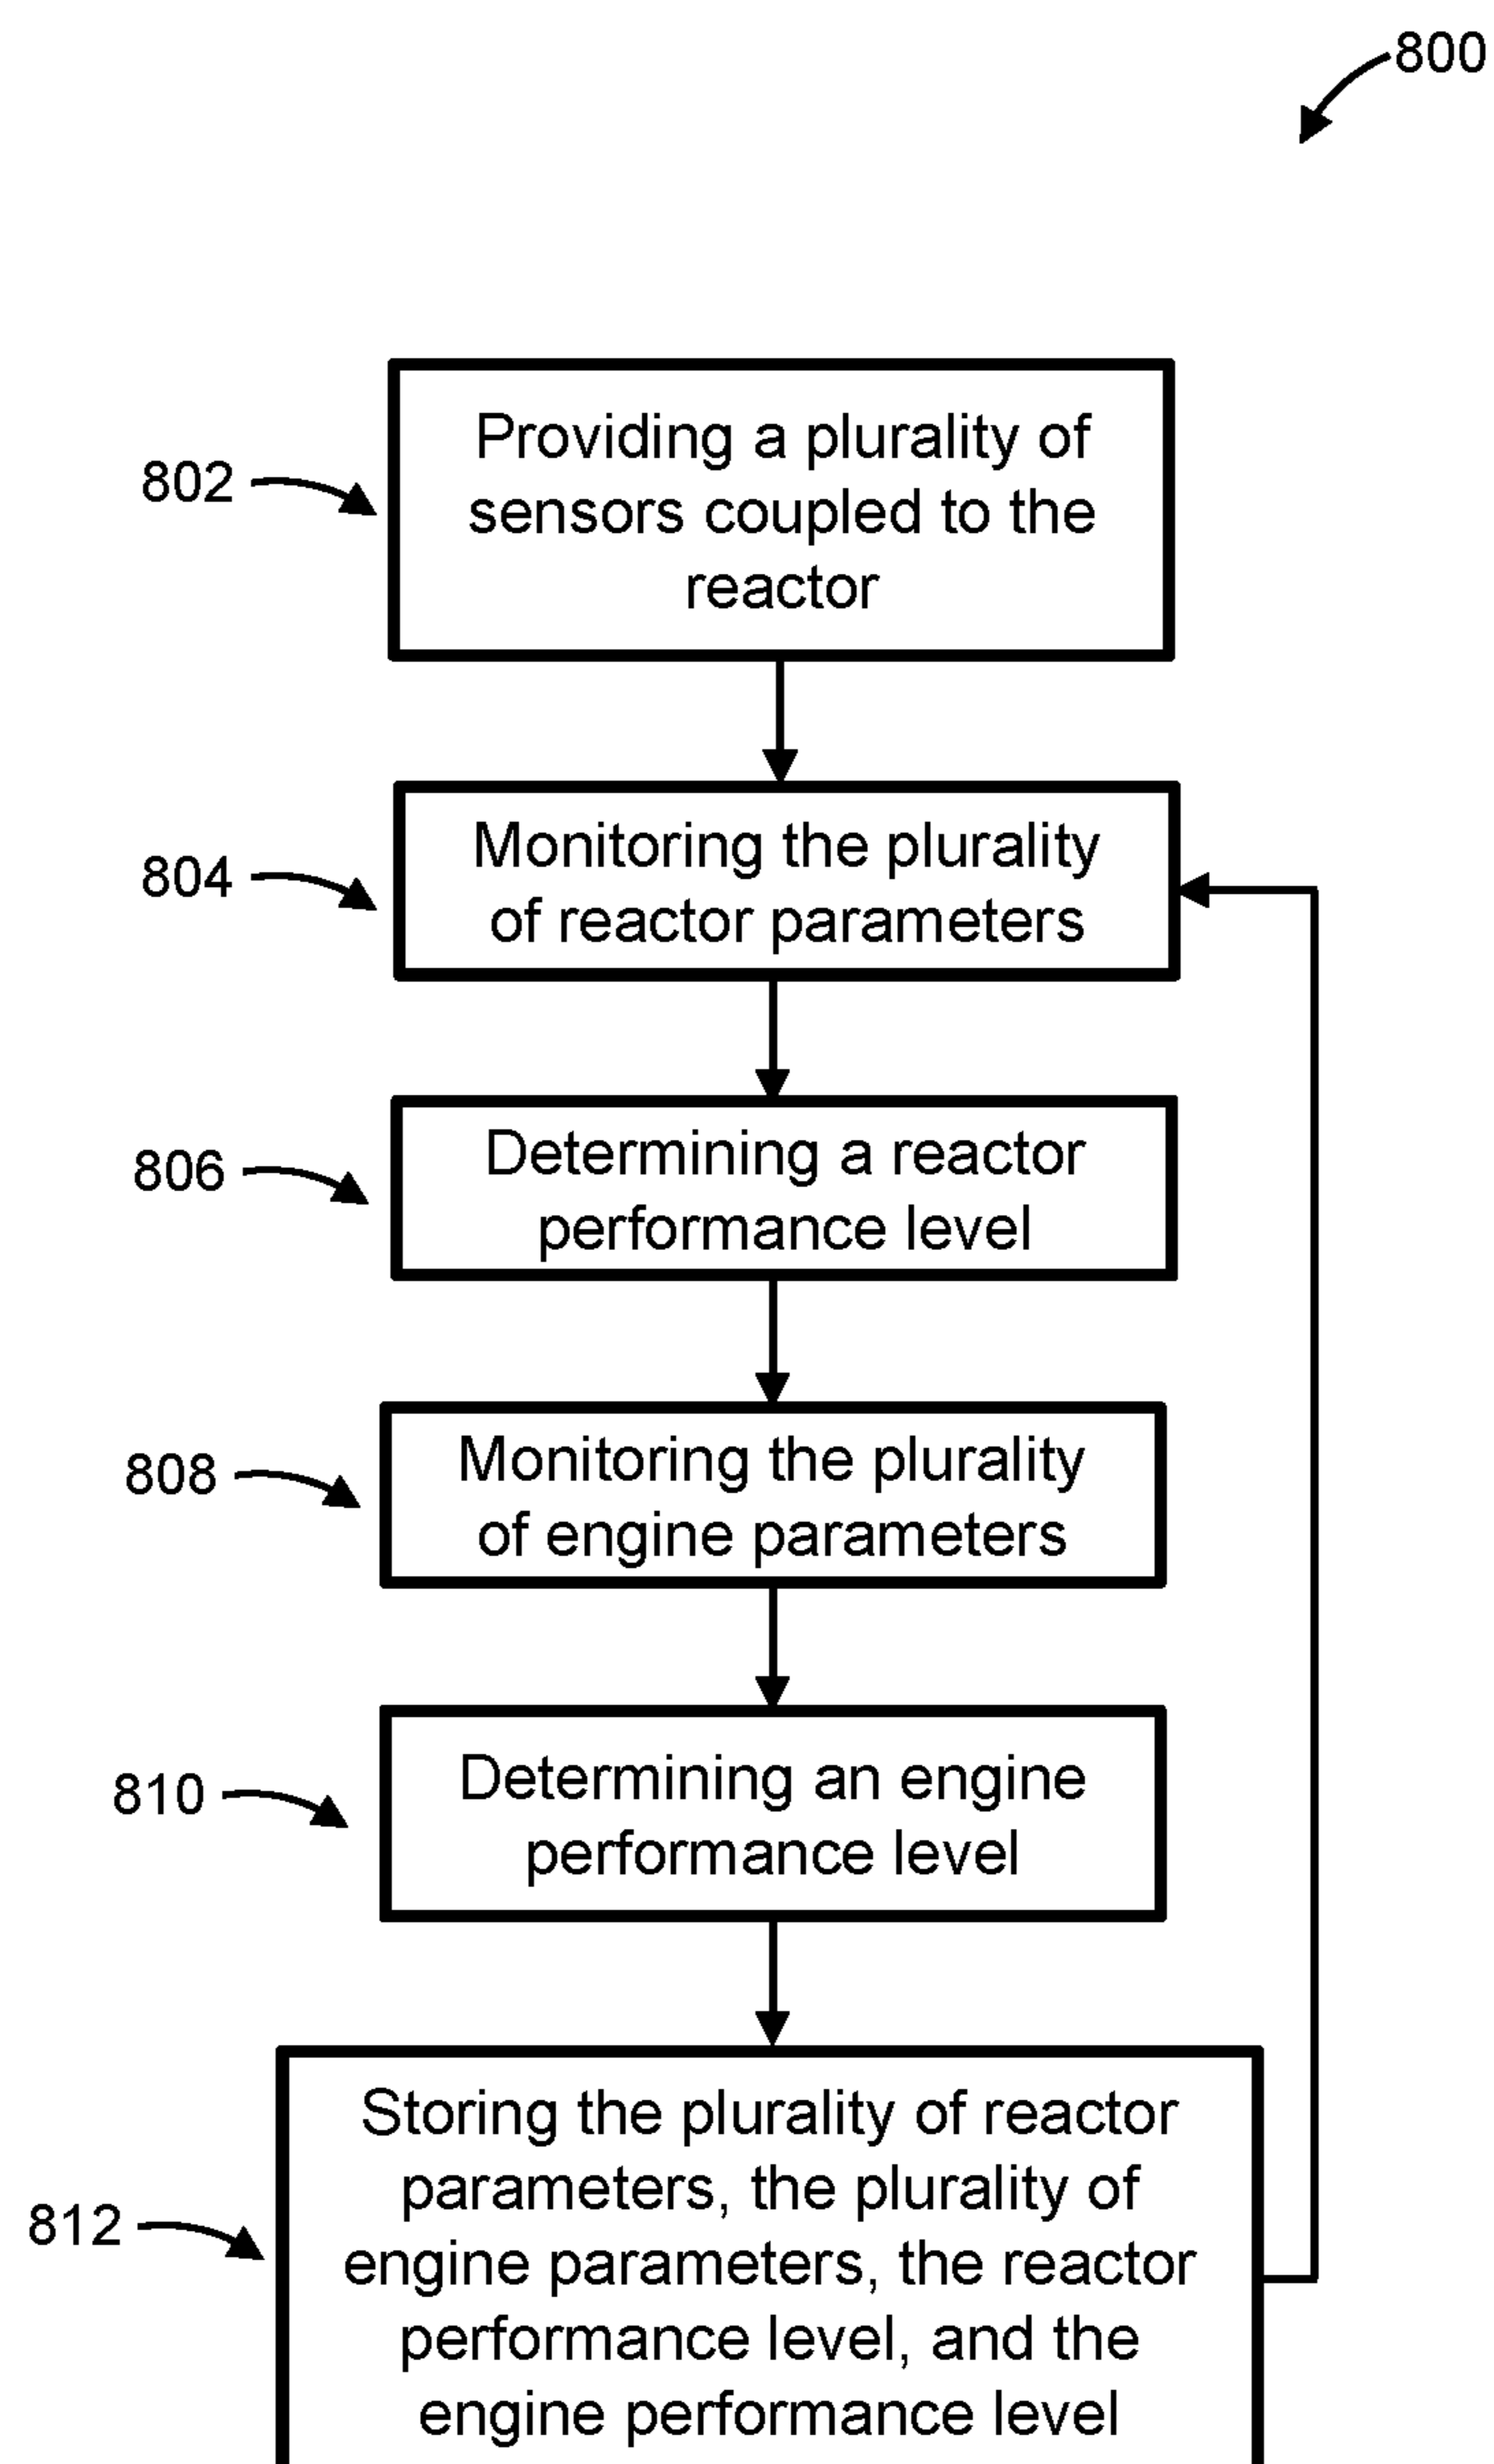 800
802
Providing a plurality of
sensors coupled to the
reactor
804
Monitoring the plurality
of reactor parameters
806
Determining a reactor
performance level
808
Monitoring the plurality
of engine parameters
810
Determining an engine
performance level
812
Storing the plurality of reactor
parameters, the plurality of
engine parameters, the reactor
performance level, and the
engine performance level